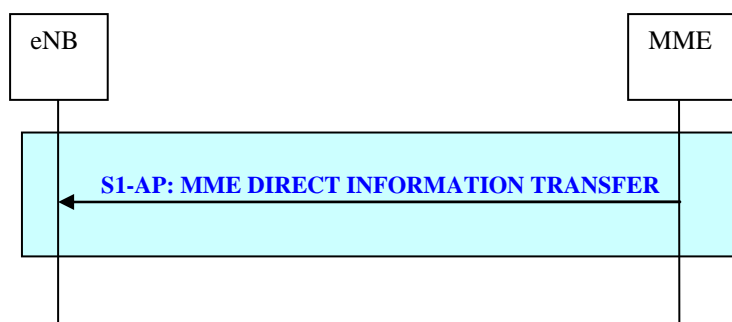 eNB
MME
S1-AP: MME DIRECT INFORMATION TRANSFER